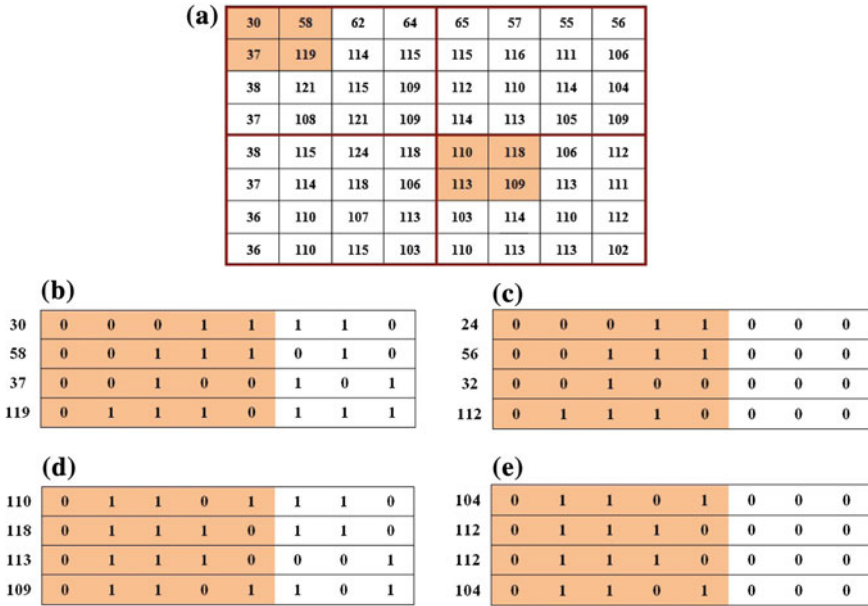 (a)
30 58 62 64 65 57 55 56
37 119 114 115 115 116 111 106
38 121 115 109 112 110 114 104
37 108 121 109 114 113 105 109
38 115 124 118 110 118 106 112
37 114 118 106 113 109 113 111
36 110 107 113 103 114 110 112
36 110 115 103 110 113 113 102
(b)
30 0 0 0 1 1 1 1 0
58 0 0 1 1 1 0 1 0
37 0 0 1 0 0 1 0 1
119 0 1 1 1 0 1 1 1
(c)
24 0 0 0 1 1 0 0 0
56 0 0 1 1 1 0 0 0
32 0 0 1 0 0 0 0 0
112 0 1 1 1 0 0 0 0
(d)
110 0 1 1 0 1 1 1 0
118 0 1 1 1 0 1 1 0
113 0 1 1 1 0 0 0 1
109 0 1 1 0 1 1 0 1
(e)
104 0 1 1 0 1 0 0 0
112 0 1 1 1 0 0 0 0
112 0 1 1 1 0 0 0 0
104 0 1 1 0 1 0 0 0